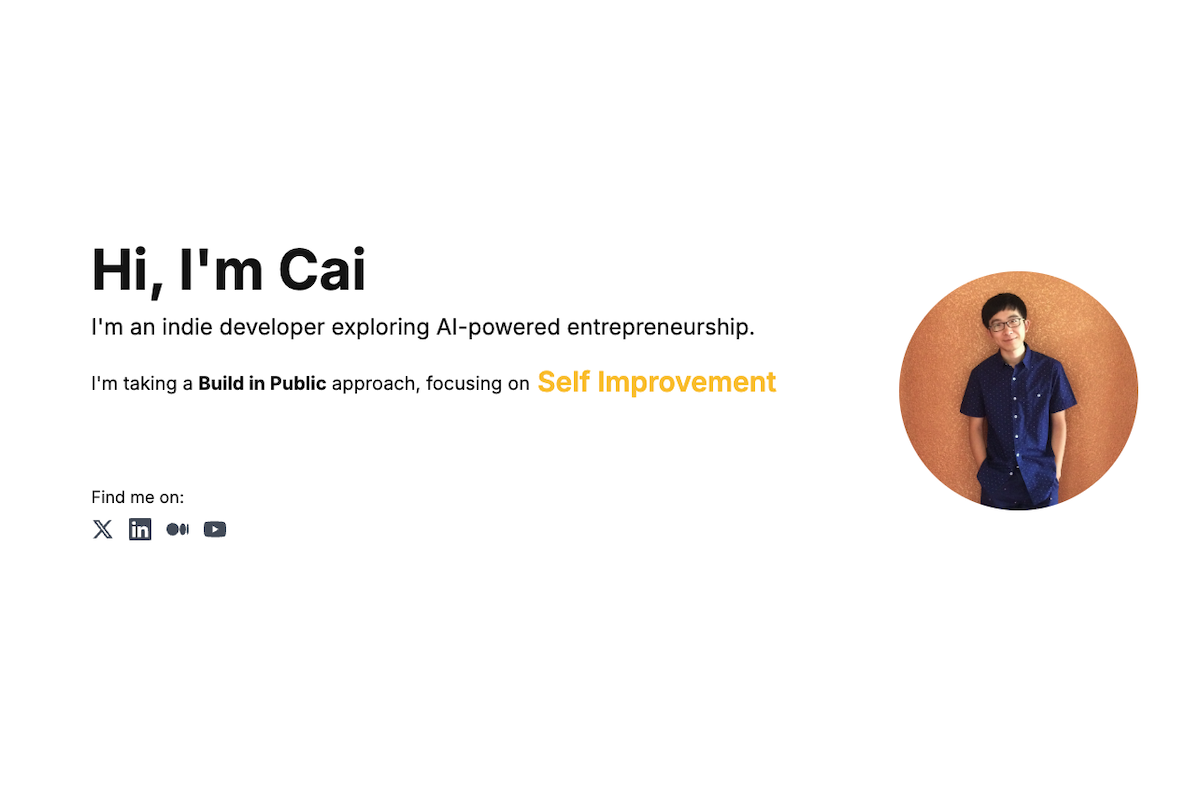 Hi, I'm Cai
I'm an indie developer exploring AI-powered entrepreneurship.
I'm taking a Build in Public approach, focusing on Self Improvement
Find me on:
X in